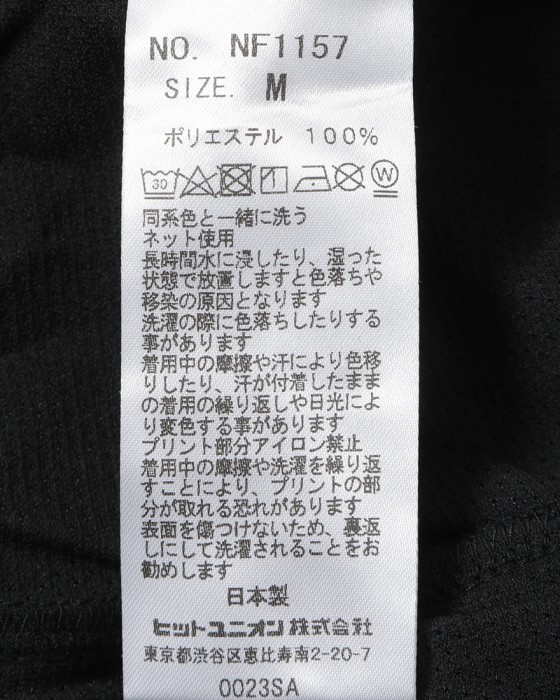 NO. NF1157
SIZE. M
ポリエステル 100%
30
W
同系色と一緒に洗う
ネット使用
長時間水に浸したり、湿った
状態で放置しますと色落ちや
移染の原因となります
洗濯の際に色落ちしたりする
事があります
着用中の摩擦や汗により色移
りしたり、汗が付着したまま
の着用の繰り返しや日光によ
り変色する事があります
プリント部分アイロン禁止
着用中の摩擦や洗濯を繰り返
すことにより、プリントの部
分が取れる恐れがあります
表面を傷つけないため、裏返
しにして洗濯されることをお
勧めします
日本製
ヒットユニオン株式会社
東京都渋谷区恵比寿南2-20-7
0023SA